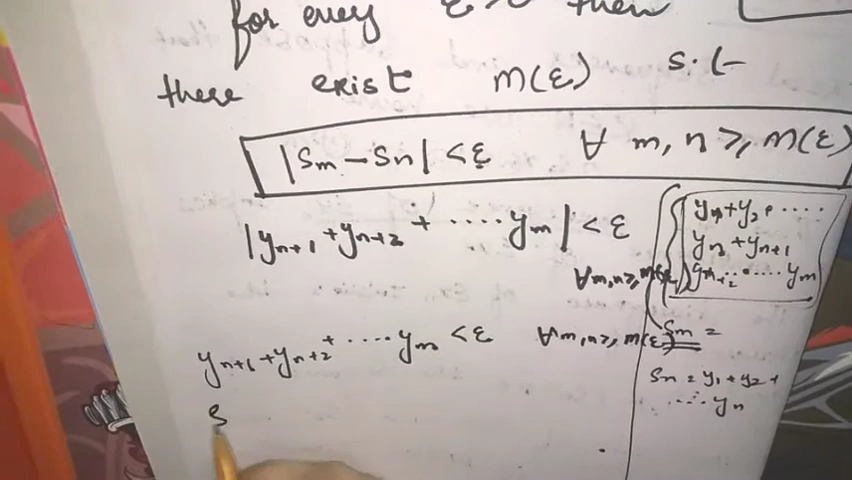 for every ε>0 then
there exist M(ε) s.t
|Sm - Sn| < ε ∀ m, n ≥, M(ε)
|yn+1 + yn+2 + ..... ym| < ε
∀m,n≥, M(ε)
yn+1 + yn+2 + ..... ym < ε ∀m,n≥, M(ε)
S
y1+y2+ ....
yn + yn+1
yn+2 ....... ym
Sm =
Sn = y1 + y2 +
..... yn